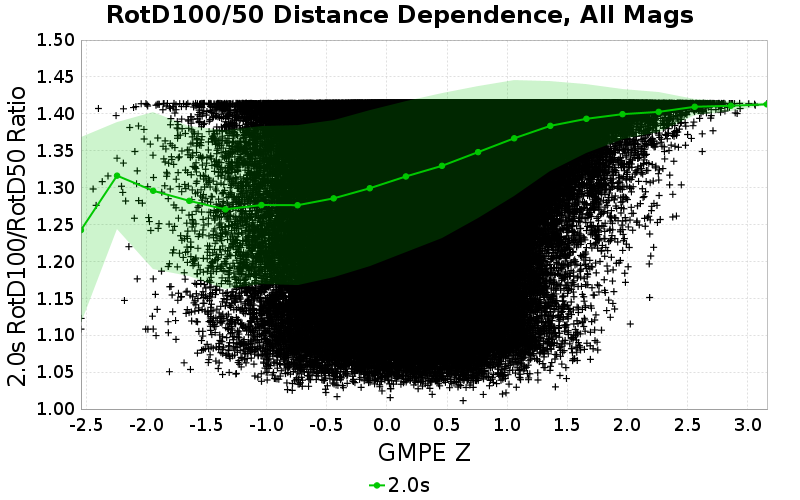 RotD100/50 Distance Dependence, All Mags
2.0s RotD100/RotD50 Ratio
1.50
1.45
1.40
1.35
1.30
1.25
1.20
1.15
1.10
1.05
1.00
-2.5 -2.0 -1.5 -1.0 -0.5 0.0 0.5 1.0 1.5 2.0 2.5 3.0
GMPE Z
2.0s